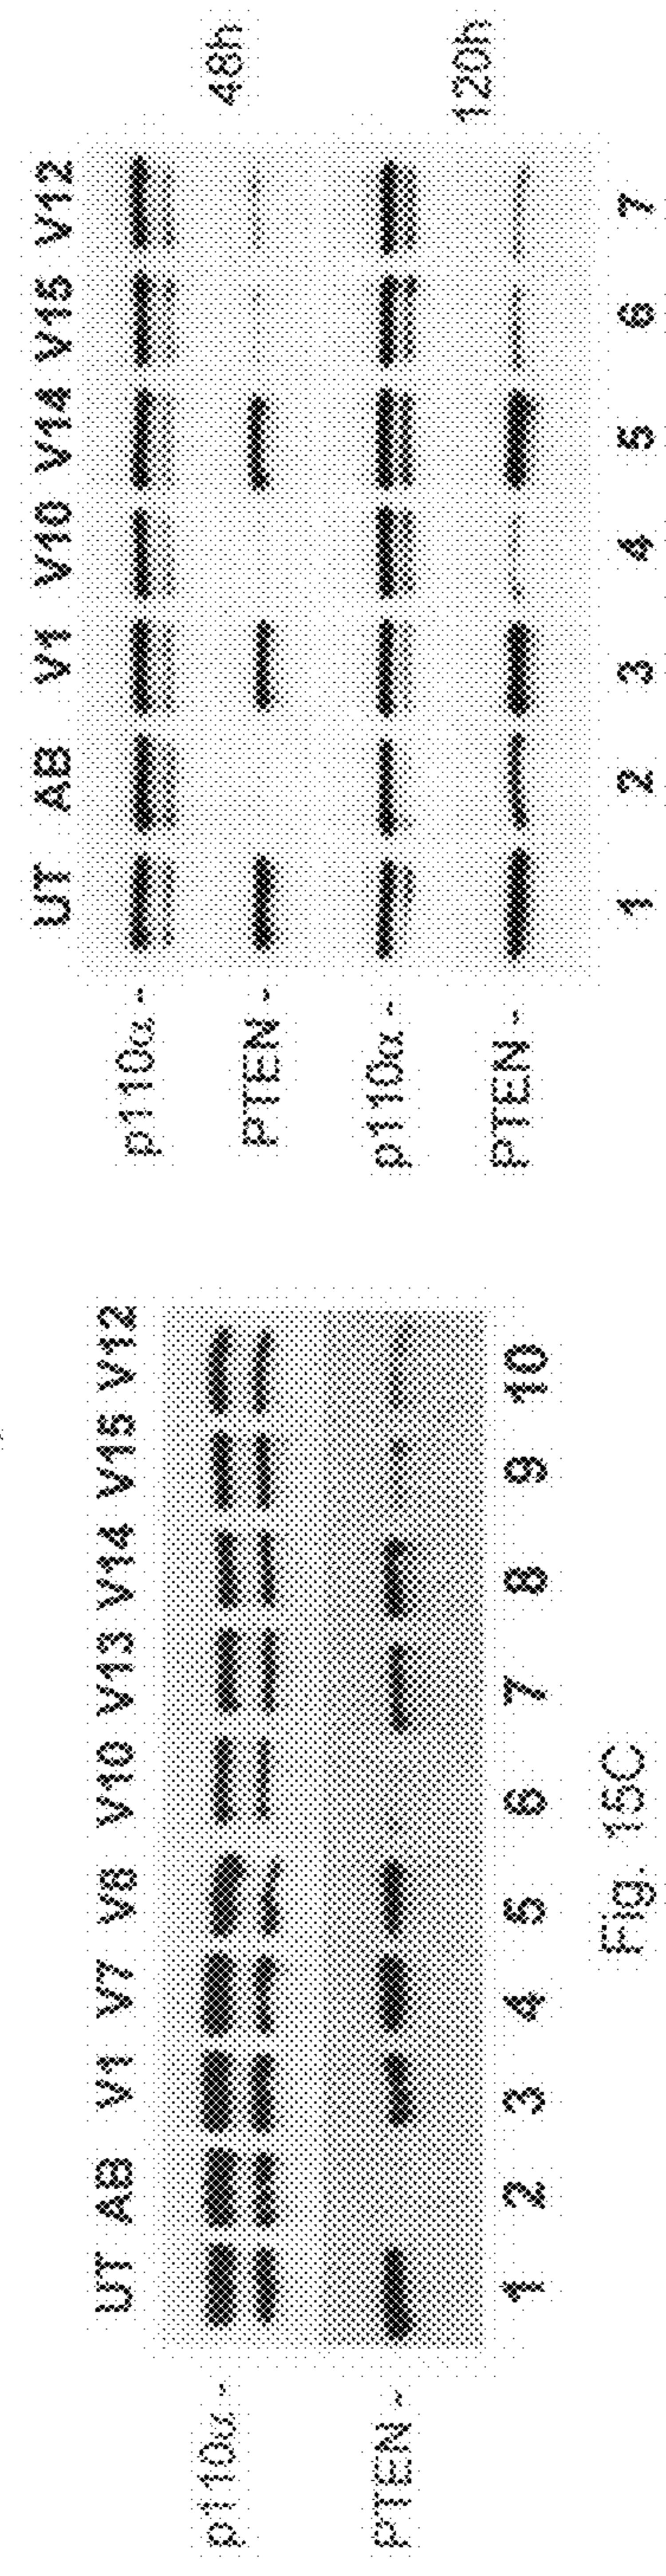 UT AB V1 V7 V8 V10 V13 V14 V15 V12
p110α -
PTEN -
1 2 3 4 5 6 7 8 9 10
Fig. 15C
UT AB V1 V10 V14 V15 V12
p110α -
PTEN -
48h
p110α -
PTEN -
120h
1 2 3 4 5 6 7